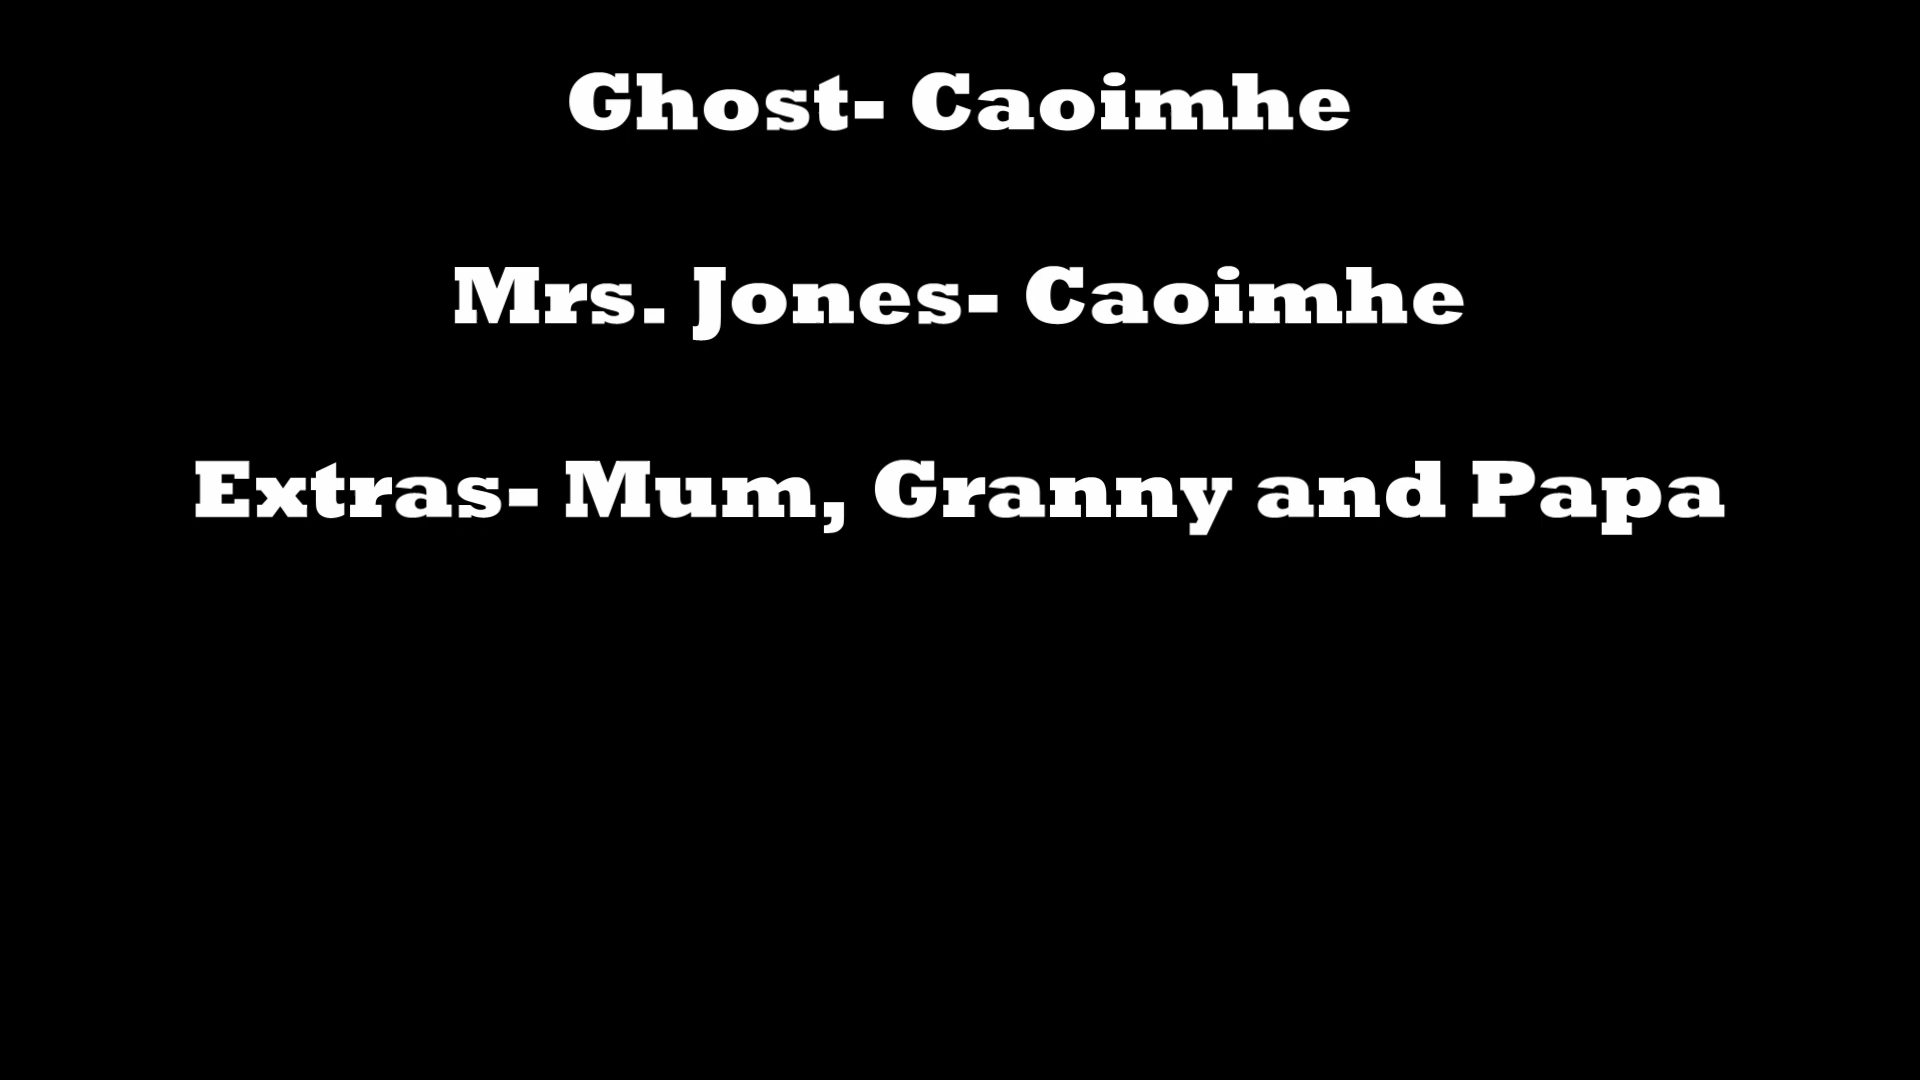 Ghost- Caoimhe
Mrs. Jones- Caoimhe
Extras- Mum, Granny and Papa